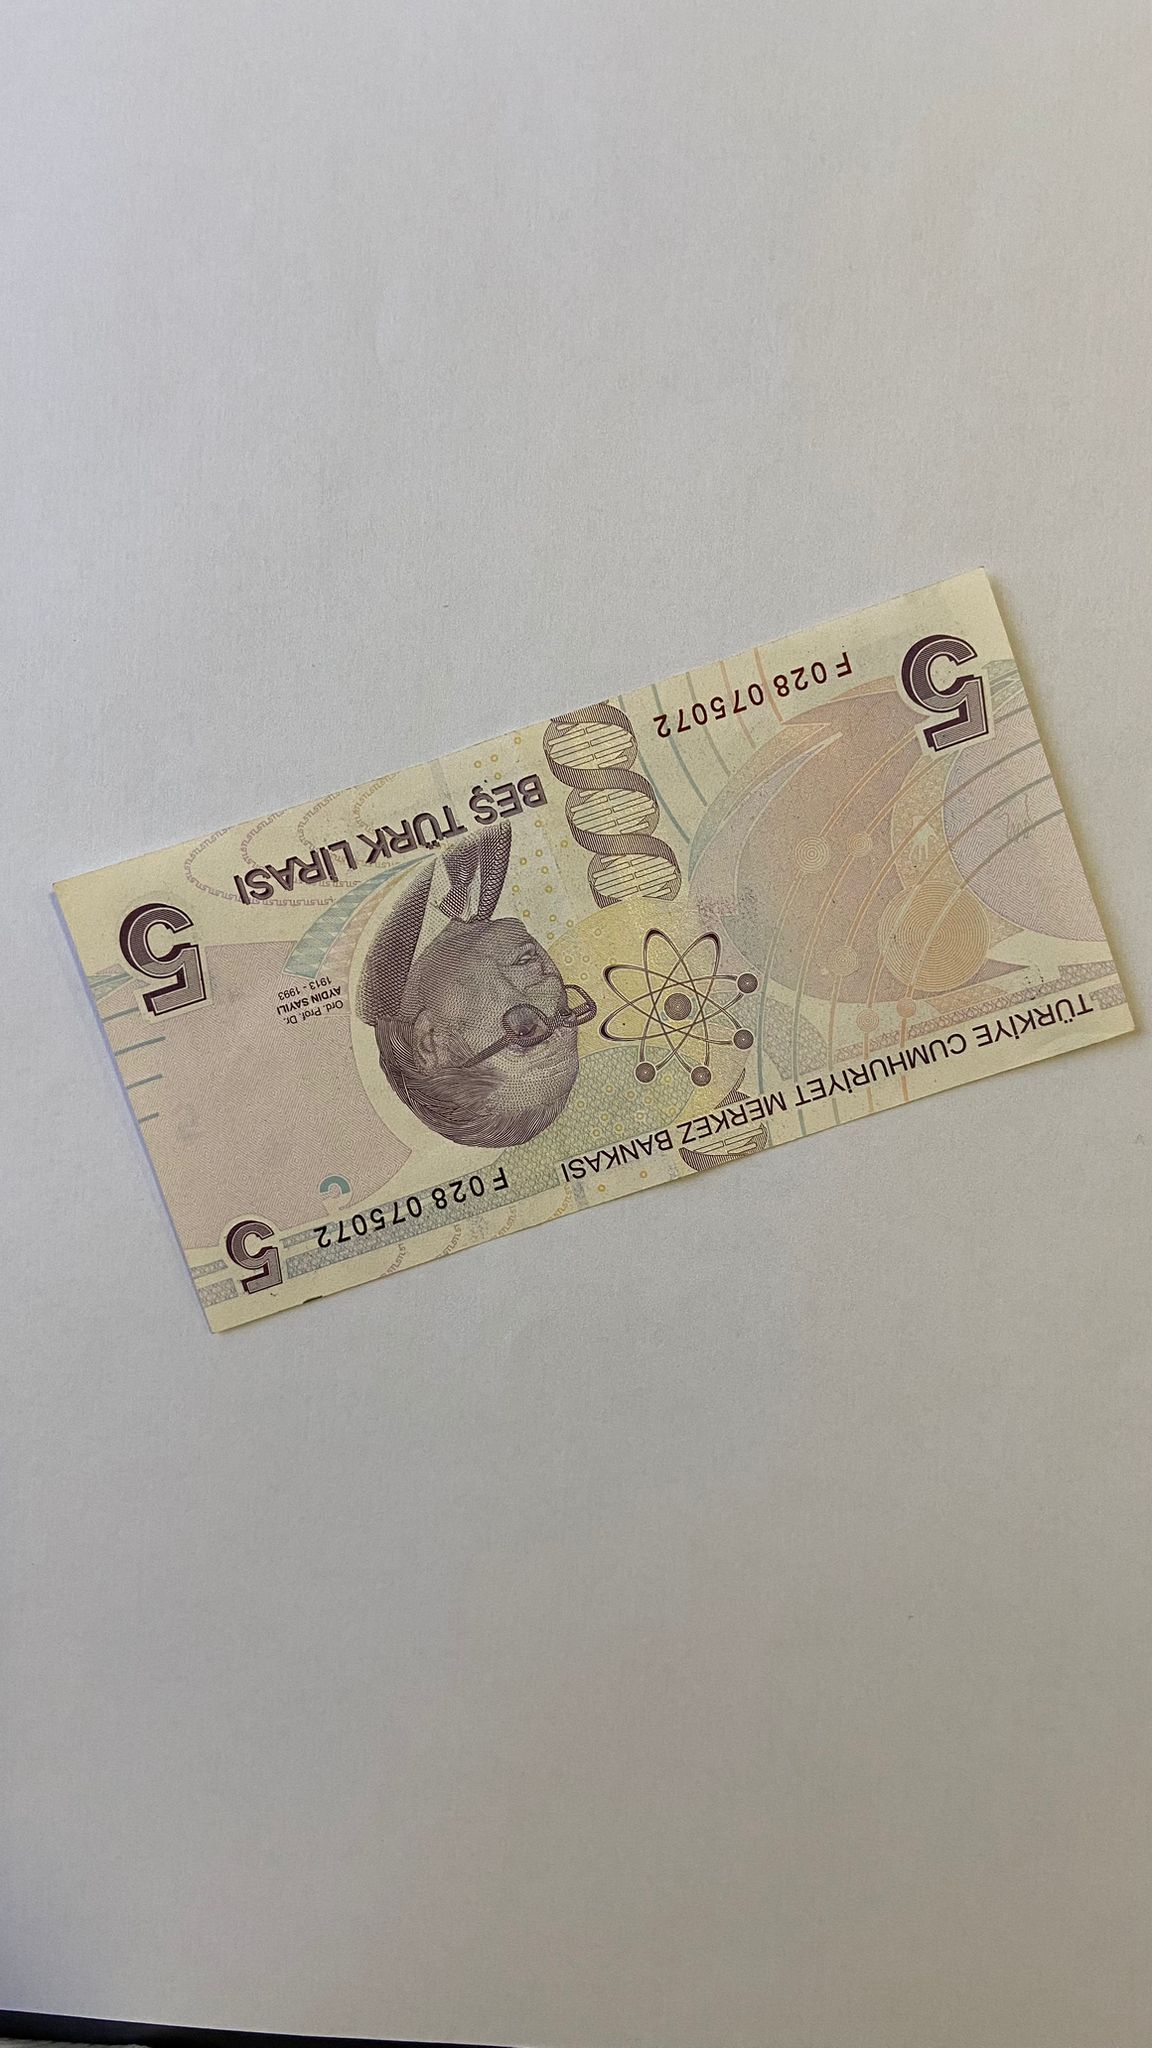 TÜRKİYE CUMHURİYET MERKEZ BANKASI
F 028 075072
5
5
Ord. Prof. Dr.
AYDIN SAYILI
1913 - 1993
5
F 028 075072
BEŞ TÜRK LİRASI